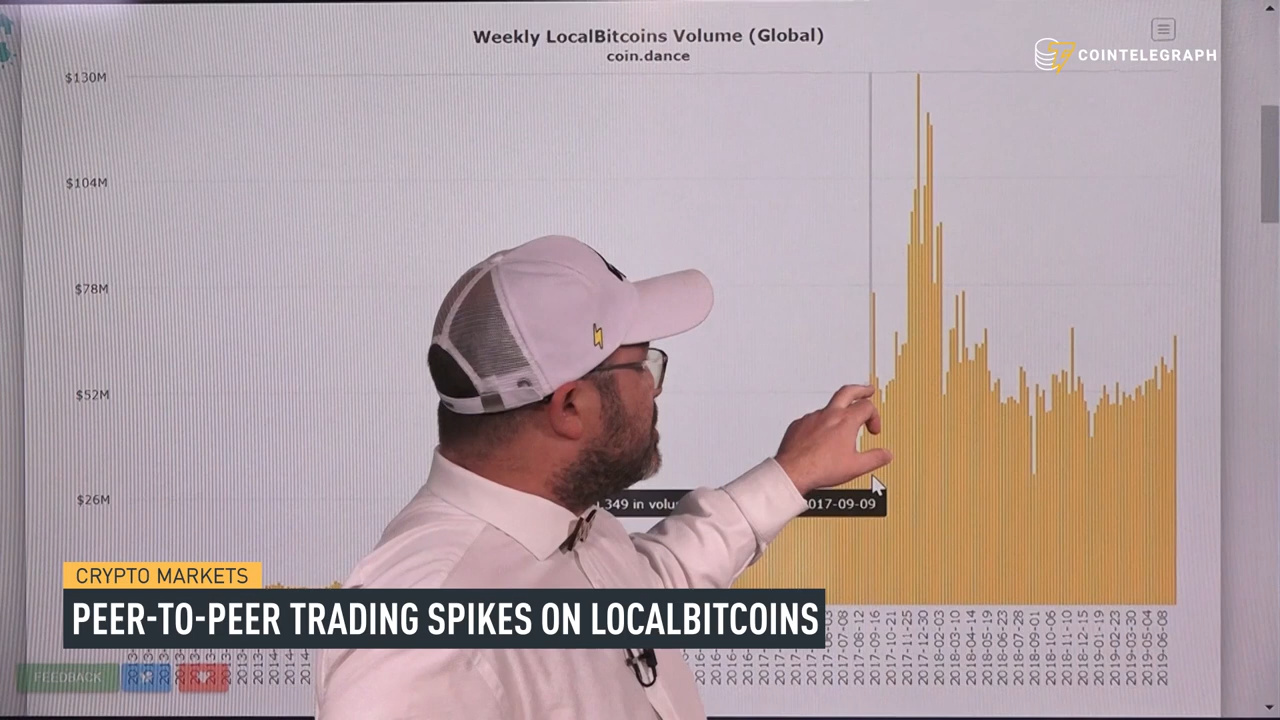 Weekly LocalBitcoins Volume (Global)
coin.dance
COINTELEGRAPH
$130M
$104M
$78M
$52M
$26M
349 in volu
2017-09-09
CRYPTO MARKETS
PEER-TO-PEER TRADING SPIKES ON LOCALBITCOINS
FEEDBACK
2017-07-08
2017-08-12
2017-09-16
2017-10-21
2017-11-25
2017-12-30
2018-02-03
2018-03-10
2018-04-14
2018-05-19
2018-06-23
2018-07-28
2018-09-01
2018-10-06
2018-11-10
2018-12-15
2019-01-19
2019-02-23
2019-03-30
2019-05-04
2019-06-08